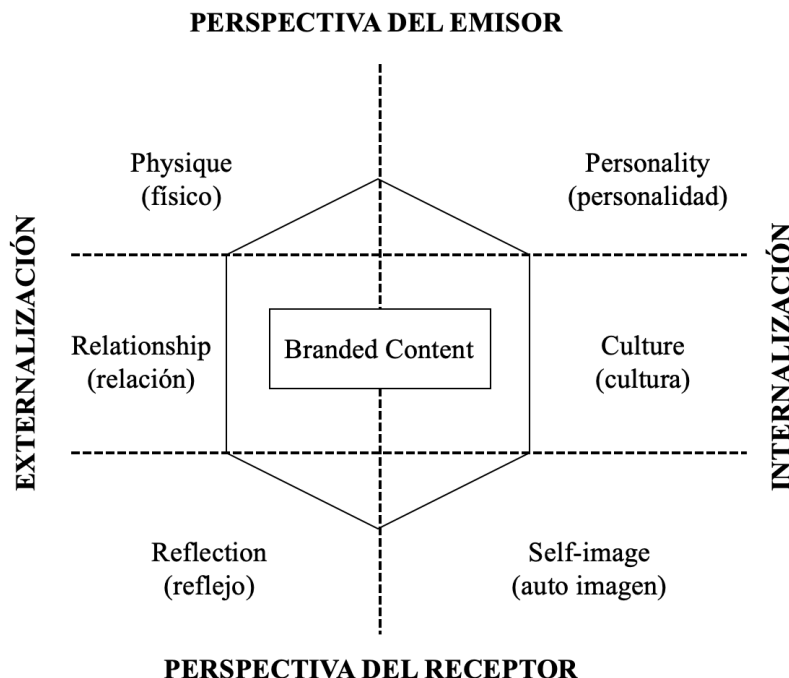 PERSPECTIVA DEL EMISOR
Physique
(físico)
Personality
(personalidad)
EXTERNALIZACIÓN
Relationship
(relación)
Branded Content
Culture
(cultura)
INTERNALIZACIÓN
Reflection
(reflejo)
Self-image
(auto imagen)
PERSPECTIVA DEL RECEPTOR